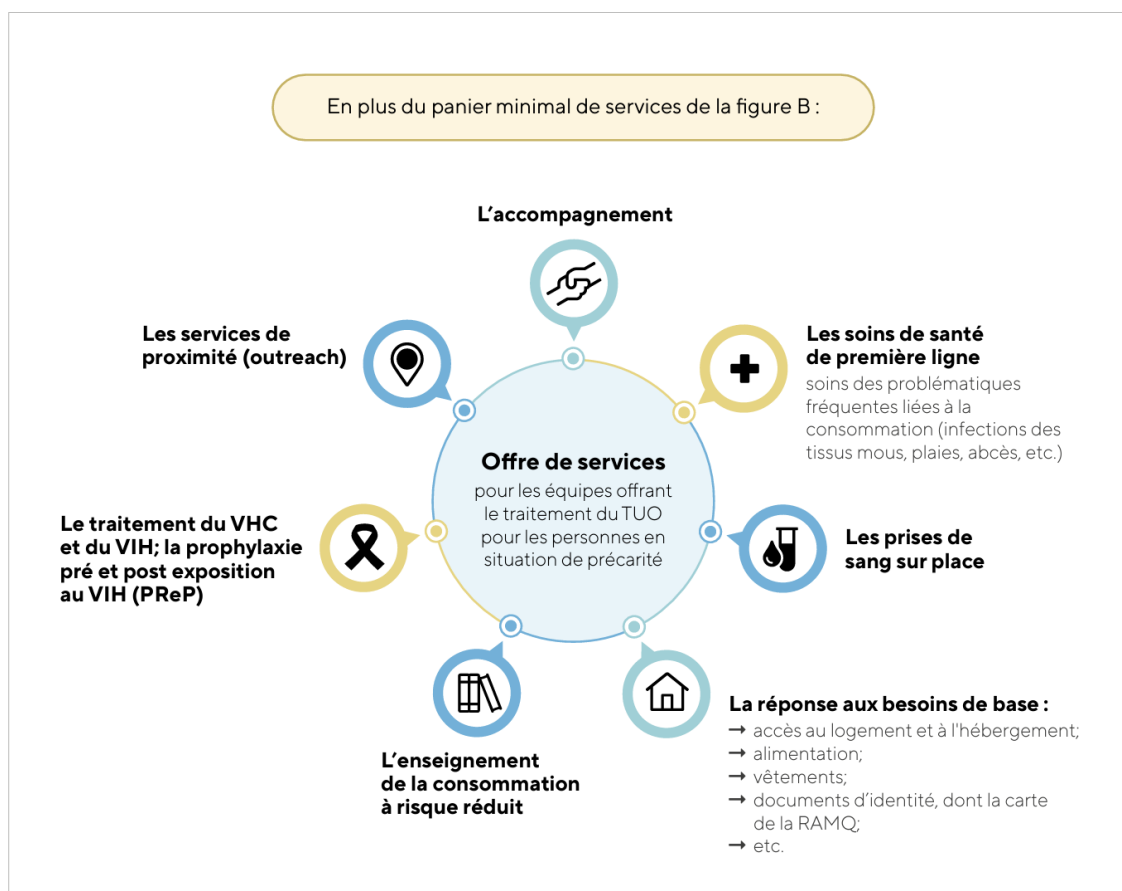 En plus du panier minimal de services de la figure B :
L'accompagnement
Les soins de santé
de première ligne
soins des problématiques
fréquentes liées à la
consommation (infections des
tissus mous, plaies, abcès, etc.)
Les prises de
sang sur place
La réponse aux besoins de base :
→ accès au logement et à l'hébergement;
→ alimentation;
→ vêtements;
→ documents d'identité, dont la carte
de la RAMQ;
→ etc.
L'enseignement
de la consommation
à risque réduit
Le traitement du VHC
et du VIH; la prophylaxie
pré et post exposition
au VIH (PReP)
Les services de
proximité (outreach)
Offre de services
pour les équipes offrant
le traitement du TUO
pour les personnes en
situation de précarité